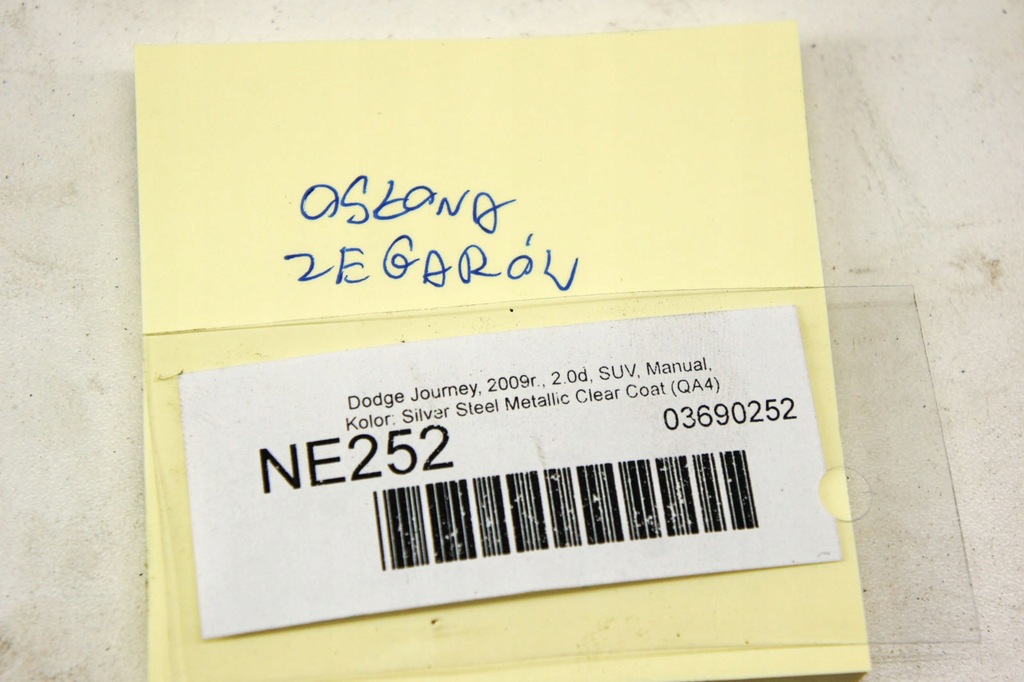 OSŁONA
ZEGARÓW
Dodge Journey, 2009r., 2.0d, SUV, Manual,
Kolor: Silver Steel Metallic Clear Coat (QA4)
NE252
03690252